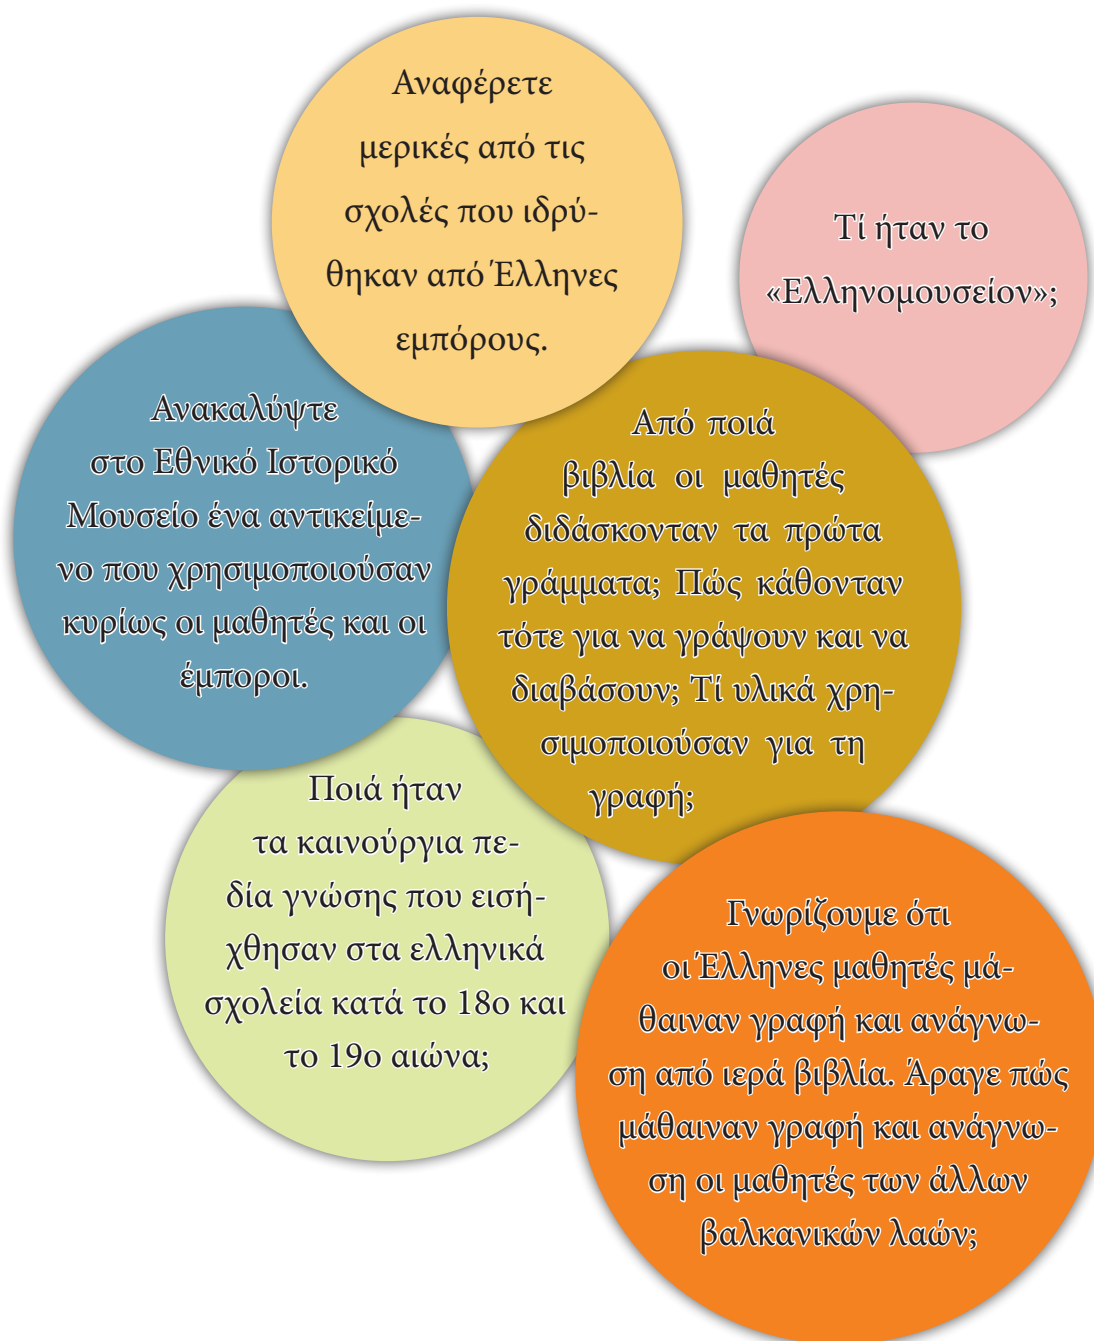 Αναφέρετε
μερικές από τις
σχολές που ιδρύ-
θηκαν από Έλληνες
εμπόρους.
Τί ήταν το
«Ελληνομουσείον»;
Ανακαλύψτε
στο Εθνικό Ιστορικό
Μουσείο ένα αντικείμε-
νο που χρησιμοποιούσαν
κυρίως οι μαθητές και οι
έμποροι.
Από ποιά
βιβλία οι μαθητές
διδάσκονταν τα πρώτα
γράμματα; Πώς κάθονταν
τότε για να γράψουν και να
διαβάσουν; Τί υλικά χρη-
σιμοποιούσαν για τη
γραφή;
Ποιά ήταν
τα καινούργια πε-
δία γνώσης που εισή-
χθησαν στα ελληνικά
σχολεία κατά το 18ο και
το 19ο αιώνα;
Γνωρίζουμε ότι
οι Έλληνες μαθητές μά-
θαιναν γραφή και ανάγνω-
ση από ιερά βιβλία. Άραγε πώς
μάθαιναν γραφή και ανάγνω-
ση οι μαθητές των άλλων
βαλκανικών λαών;